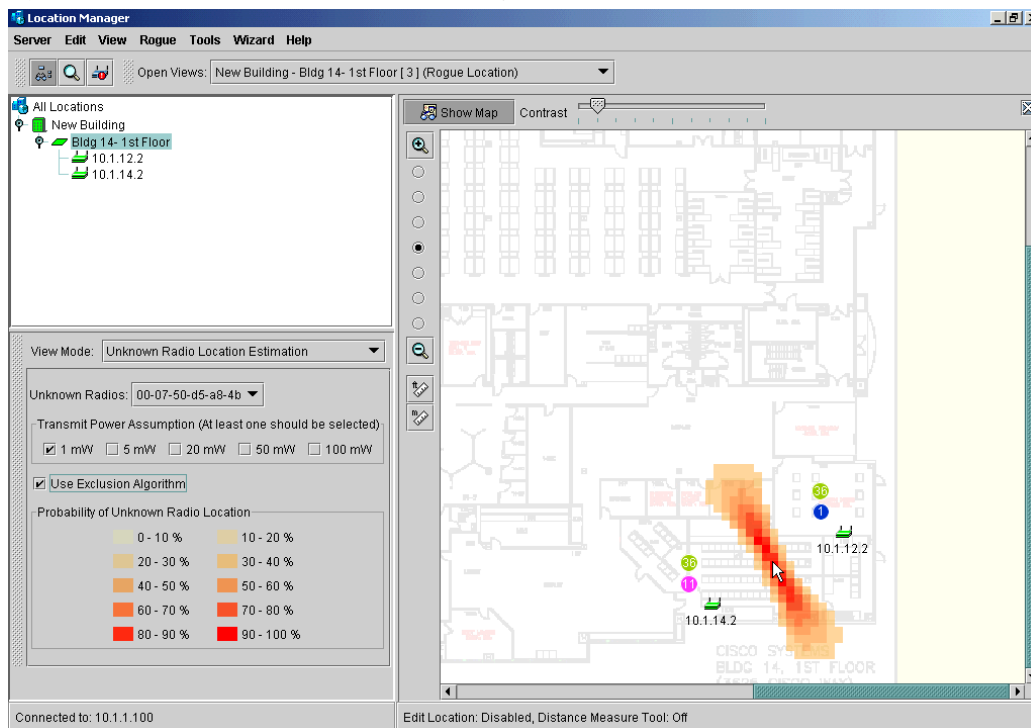 Location Manager
Server Edit View Rogue Tools Wizard Help
Open Views: New Building - Bldg 14- 1st Floor [ 3 ] (Rogue Location)
All Locations
New Building
Bldg 14- 1st Floor
10.1.12.2
10.1.14.2
View Mode: Unknown Radio Location Estimation
Unknown Radios: 00-07-50-d5-a8-4b
Transmit Power Assumption (At least one should be selected)
1 mW 5 mW 20 mW 50 mW 100 mW
Use Exclusion Algorithm
Probability of Unknown Radio Location
0 - 10 % 10 - 20 %
20 - 30 % 30 - 40 %
40 - 50 % 50 - 60 %
60 - 70 % 70 - 80 %
80 - 90 % 90 - 100 %
Show Map Contrast
ft
m
36
1
10.1.12.2
36
11
10.1.14.2
CISCO SYSTEMS
BLDG 14, 1ST FLOOR
Connected to: 10.1.1.100
Edit Location: Disabled, Distance Measure Tool: Off